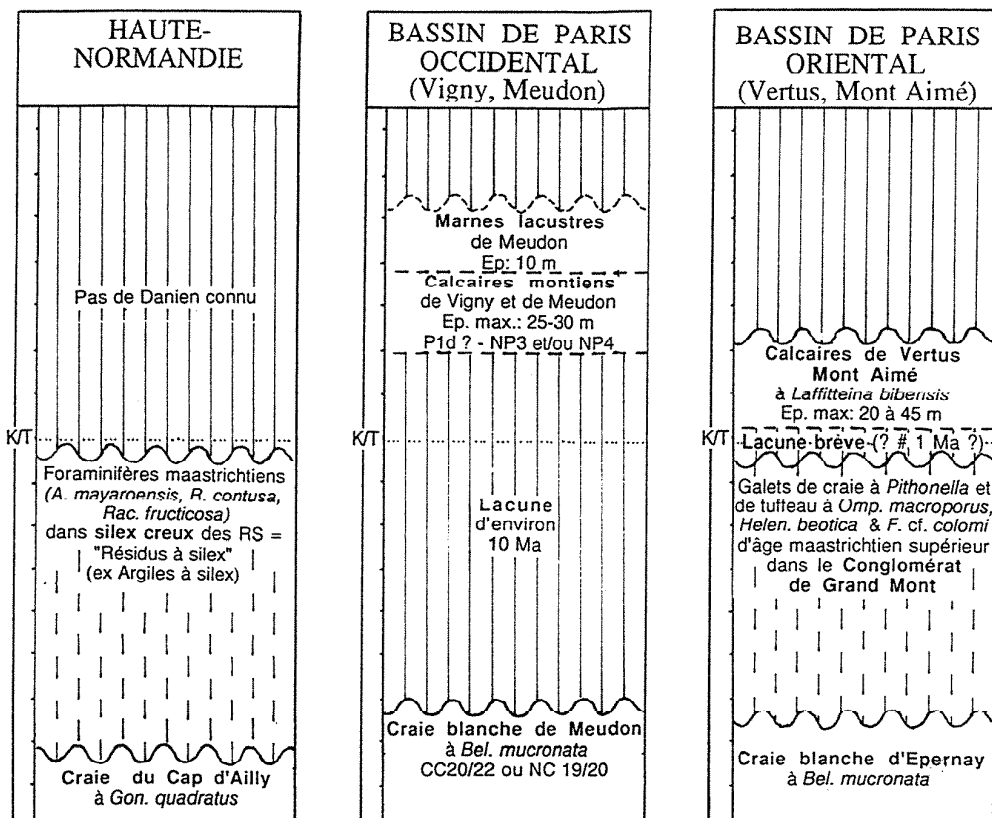 HAUTE-
NORMANDIE
Pas de Danien connu
K/T
Foraminifères maastrichtiens
(A. mayaroensis, R. contusa,
Rac. fructicosa)
dans silex creux des RS =
"Résidus à silex"
(ex Argiles à silex)
Craie du Cap d'Ailly
à Gon. quadratus
BASSIN DE PARIS
OCCIDENTAL
(Vigny, Meudon)
Marnes lacustres
de Meudon
Ep: 10 m
Calcaires montiens
de Vigny et de Meudon
Ep. max.: 25-30 m
P1d ? - NP3 et/ou NP4
K/T
Lacune
d'environ
10 Ma
Craie blanche de Meudon
à Bel. mucronata
CC20/22 ou NC 19/20
BASSIN DE PARIS
ORIENTAL
(Vertus, Mont Aimé)
Calcaires de Vertus
Mont Aimé
à Laffitteina bibensis
Ep. max: 20 à 45 m
K/T
Lacune brève (? # 1 Ma ?)
Galets de craie à Pithonella et
de tuffeau à Omp. macroporus,
Helen. beotica & F. cf. colomi
d'âge maastrichtien supérieur
dans le Conglomérat
de Grand Mont
Craie blanche d'Epernay
à Bel. mucronata